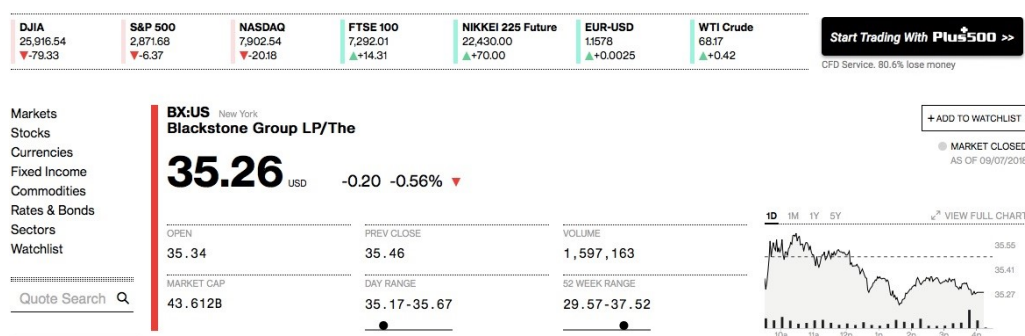 DJIA
25,916.54
▼-79.33
S&P 500
2,871.68
▼-6.37
NASDAQ
7,902.54
▼-20.18
FTSE 100
7,292.01
▲+14.31
NIKKEI 225 Future
22,430.00
▲+70.00
EUR-USD
1.1578
▲+0.0025
WTI Crude
68.17
▲+0.42
Start Trading With Plus500 >>
CFD Service. 80.6% lose money
Markets
Stocks
Currencies
Fixed Income
Commodities
Rates & Bonds
Sectors
Watchlist
Quote Search
BX:US New York
Blackstone Group LP/The
35.26 USD -0.20 -0.56% ▼
+ ADD TO WATCHLIST
MARKET CLOSED
AS OF 09/07/2018
OPEN
35.34
PREV CLOSE
35.46
VOLUME
1,597,163
MARKET CAP
43.612B
DAY RANGE
35.17-35.67
52 WEEK RANGE
29.57-37.52
1D 1M 1Y 5Y VIEW FULL CHART
35.55
35.41
35.27
10a 11a 12p 1p 2p 3p 4p